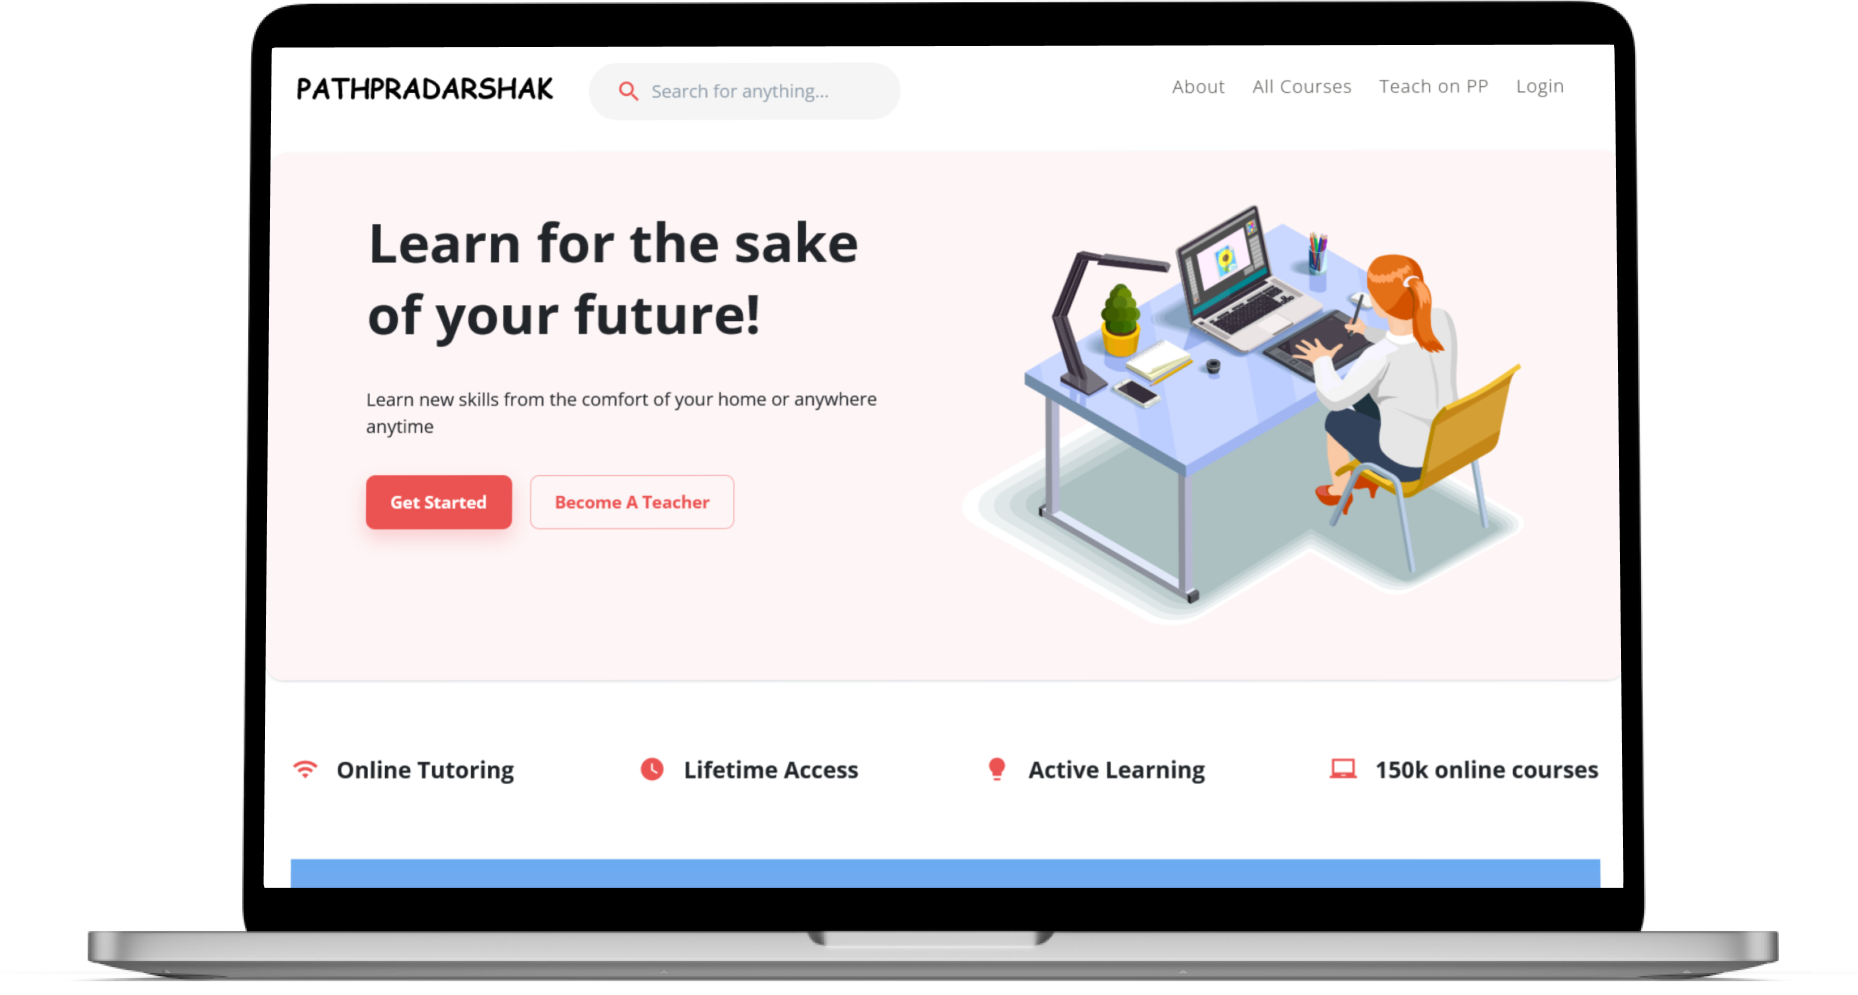 PATHPRADARSHAK
Search for anything...
About
All Courses
Teach on PP
Login
Learn for the sake
of your future!
Learn new skills from the comfort of your home or anywhere
anytime
Get Started
Become A Teacher
Online Tutoring
Lifetime Access
Active Learning
150k online courses